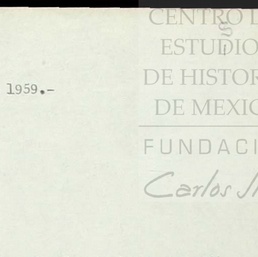 CENTRO
ESTUDIO
DE HISTOR
1959.-
DE MEXIC
FUNDACI
Carlos